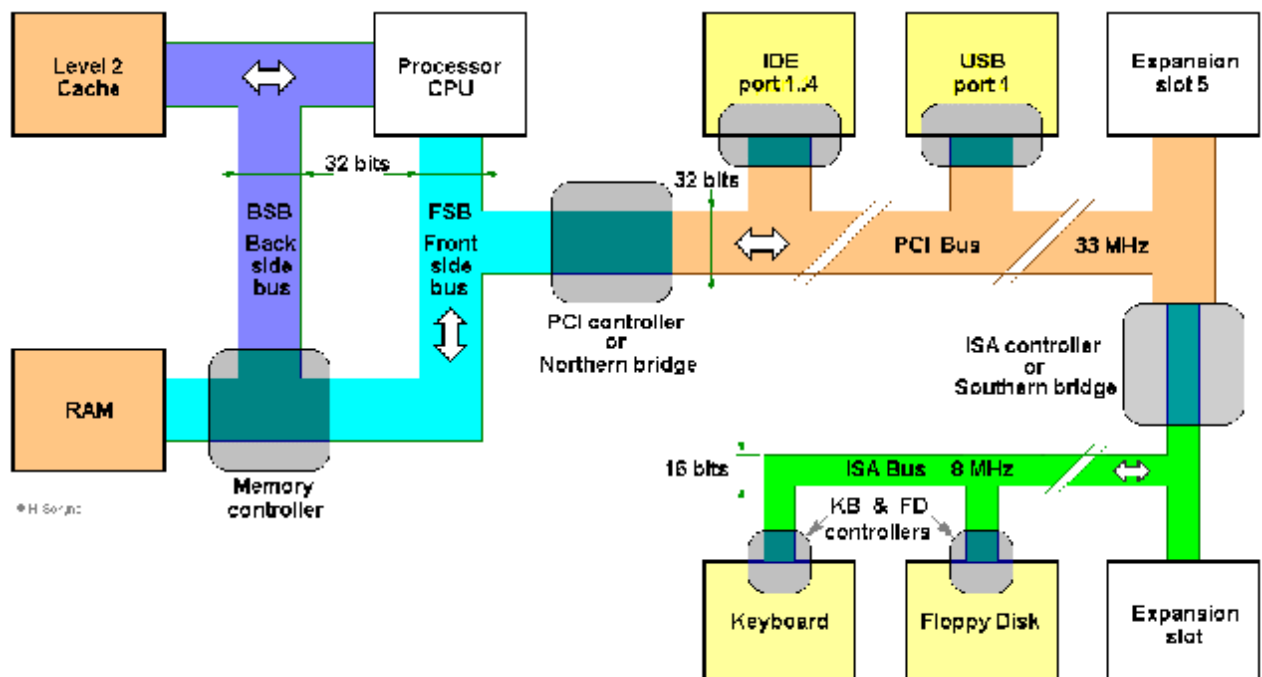 Level 2
Cache
Processor
CPU
IDE
port 1..4
USB
port 1
Expansion
slot 5
32 bits
32 bits
BSB
Back
side
bus
FSB
Front
side
bus
PCI Bus
33 MHz
PCI controller
or
Northern bridge
ISA controller
or
Southern bridge
RAM
Memory
controller
16 bits
ISA Bus 8 MHz
KB & FD
controllers
Keyboard
Floppy Disk
Expansion
slot